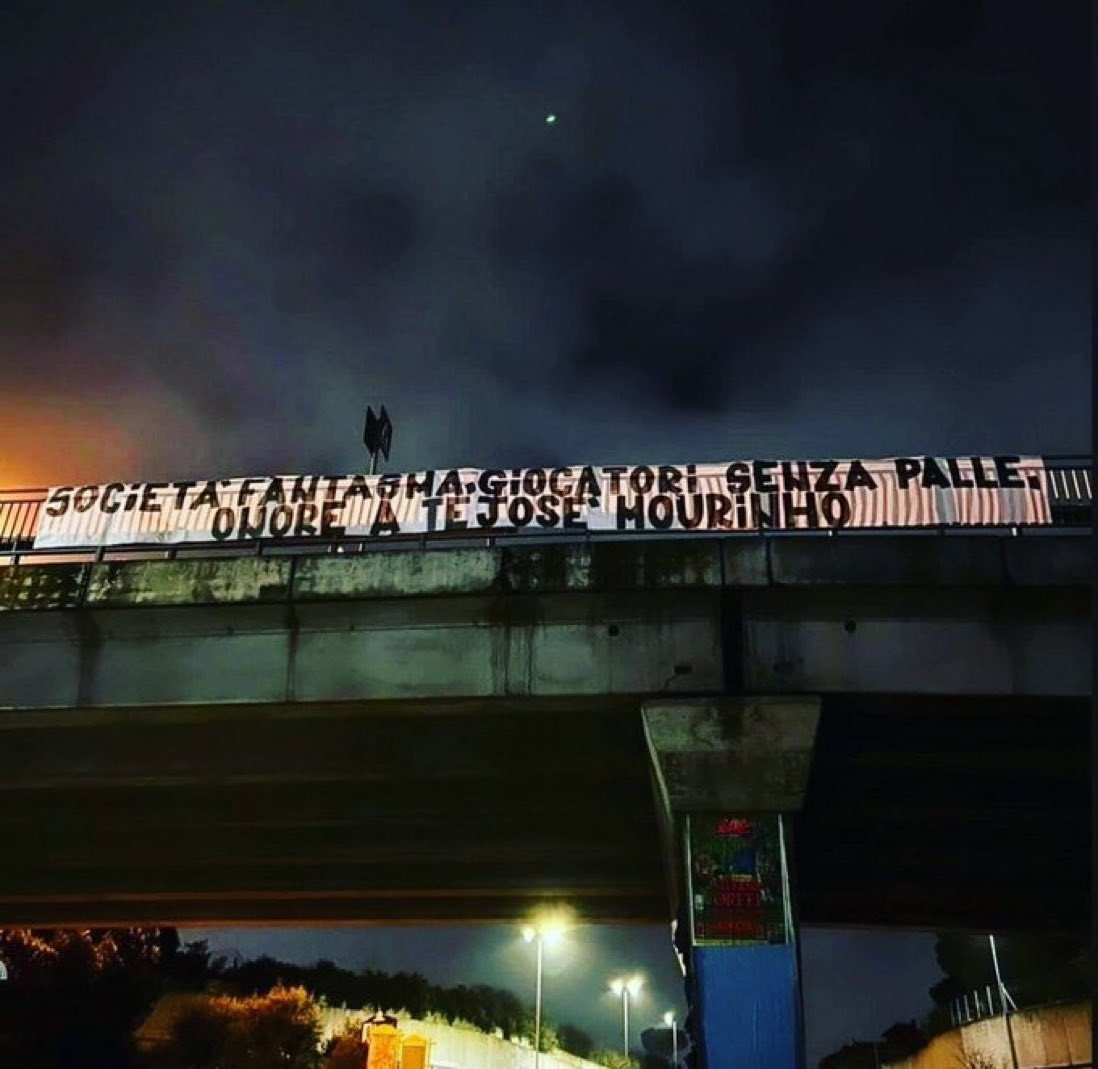 SOCIETA' FANTASMA, GIOCATORI SENZA PALLE.
ONORE A TE JOSE' MOURINHO